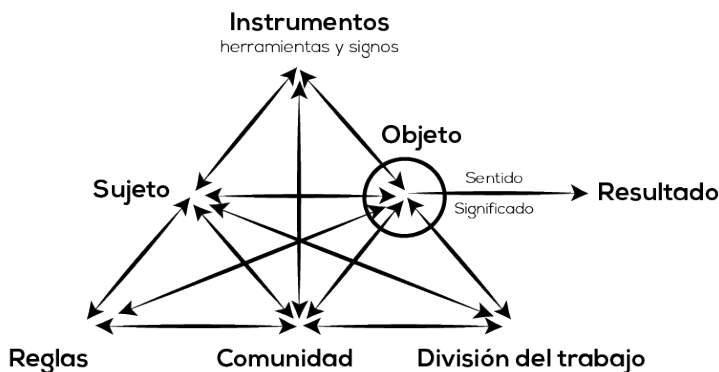 Instrumentos
herramientas y signos
Objeto
Sujeto
Sentido
Significado
Resultado
Reglas
Comunidad
División del trabajo